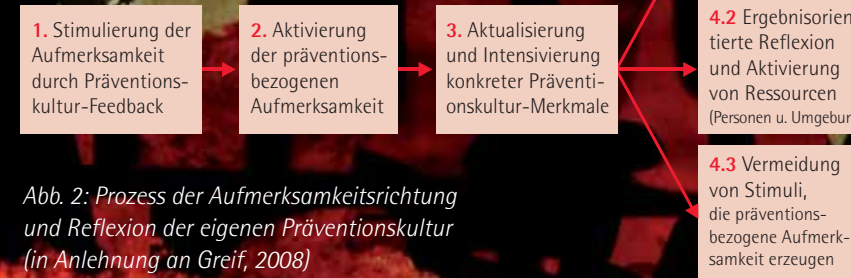 1. Stimulierung der
Aufmerksamkeit
durch Präventions-
kultur-Feedback
2. Aktivierung
der präventions-
bezogenen
Aufmerksamkeit
3. Aktualisierung
und Intensivierung
konkreter Präventi-
onskultur-Merkmale
4.2 Ergebnisorien
tierte Reflexion
und Aktivierung
von Ressourcen
(Personen u. Umgebun
4.3 Vermeidung
von Stimuli,
die präventions-
bezogene Aufmerk-
samkeit erzeugen
Abb. 2: Prozess der Aufmerksamkeitsrichtung
und Reflexion der eigenen Präventionskultur
(in Anlehnung an Greif, 2008)